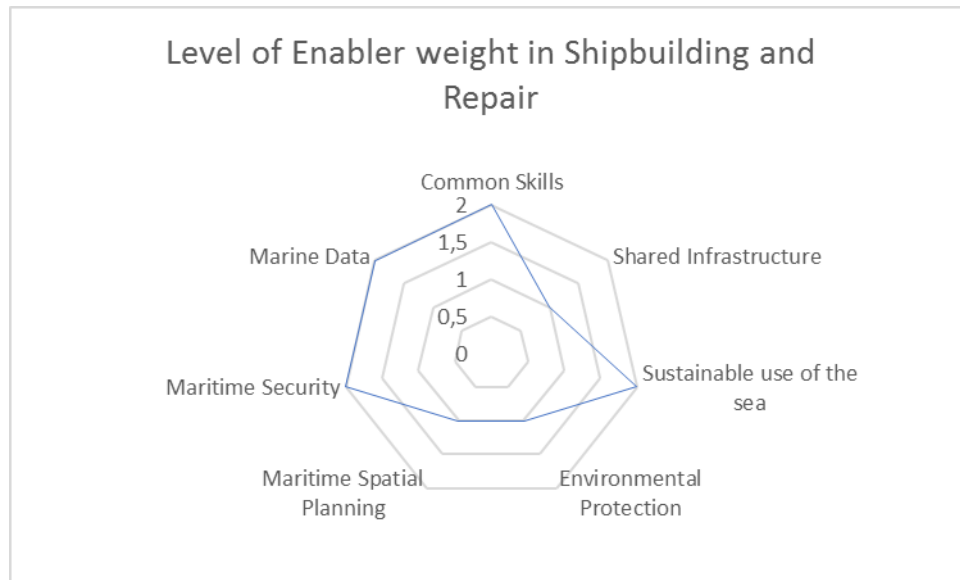 Level of Enabler weight in Shipbuilding and
Repair
Common Skills
2
1,5
1
0,5
0
Marine Data
Shared Infrastructure
Maritime Security
Sustainable use of the
sea
Maritime Spatial
Planning
Environmental
Protection